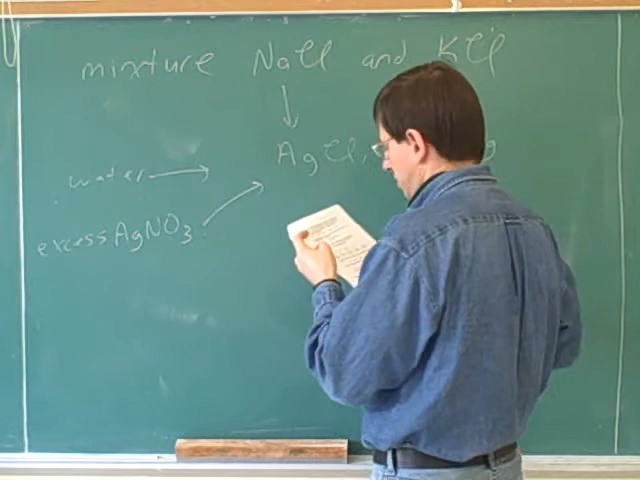 mixture NaCl and KCl
AgCl,
water
excess AgNO3